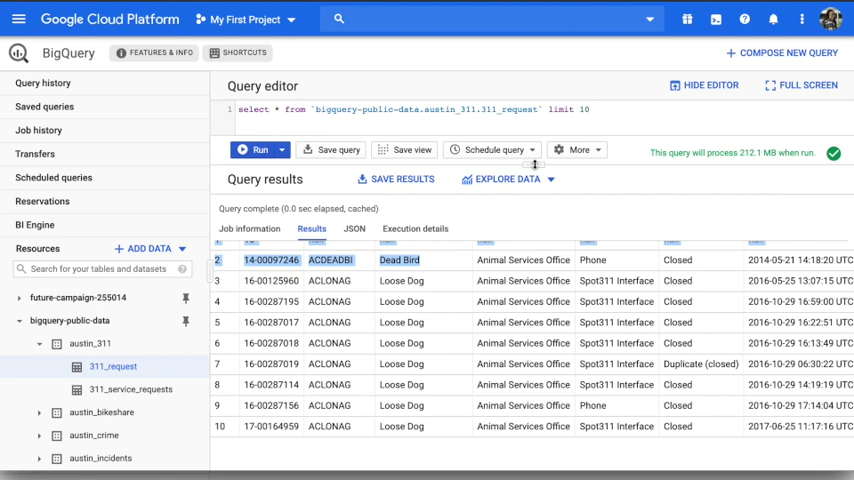 Google Cloud Platform My First Project
BigQuery FEATURES & INFO SHORTCUTS + COMPOSE NEW QUERY
Query history
Saved queries
Job history
Transfers
Scheduled queries
Reservations
BI Engine
Resources + ADD DATA
Search for your tables and datasets
future-campaign-255014
bigquery-public-data
austin_311
311_request
311_service_requests
austin_bikeshare
austin_crime
austin_incidents
Query editor HIDE EDITOR FULL SCREEN
1 select * from `bigquery-public-data.austin_311.311_request` limit 10
Run Save query Save view Schedule query More This query will process 212.1 MB when run.
Query results SAVE RESULTS EXPLORE DATA
Query complete (0.0 sec elapsed, cached)
Job information Results JSON Execution details
2 14-00097246 ACDEADBI Dead Bird Animal Services Office Phone Closed 2014-05-21 14:18:20 UTC
3 16-00125960 ACLONAG Loose Dog Animal Services Office Spot311 Interface Closed 2016-05-25 13:07:15 UTC
4 16-00287195 ACLONAG Loose Dog Animal Services Office Spot311 Interface Closed 2016-10-29 16:59:00 UTC
5 16-00287017 ACLONAG Loose Dog Animal Services Office Spot311 Interface Closed 2016-10-29 16:22:51 UTC
6 16-00287018 ACLONAG Loose Dog Animal Services Office Spot311 Interface Closed 2016-10-29 16:13:49 UTC
7 16-00287019 ACLONAG Loose Dog Animal Services Office Spot311 Interface Duplicate (closed) 2016-10-29 06:30:22 UTC
8 16-00287114 ACLONAG Loose Dog Animal Services Office Spot311 Interface Closed 2016-10-29 14:19:19 UTC
9 16-00287156 ACLONAG Loose Dog Animal Services Office Phone Closed 2016-10-29 17:14:04 UTC
10 17-00164959 ACLONAG Loose Dog Animal Services Office Spot311 Interface Closed 2017-06-25 11:17:16 UTC